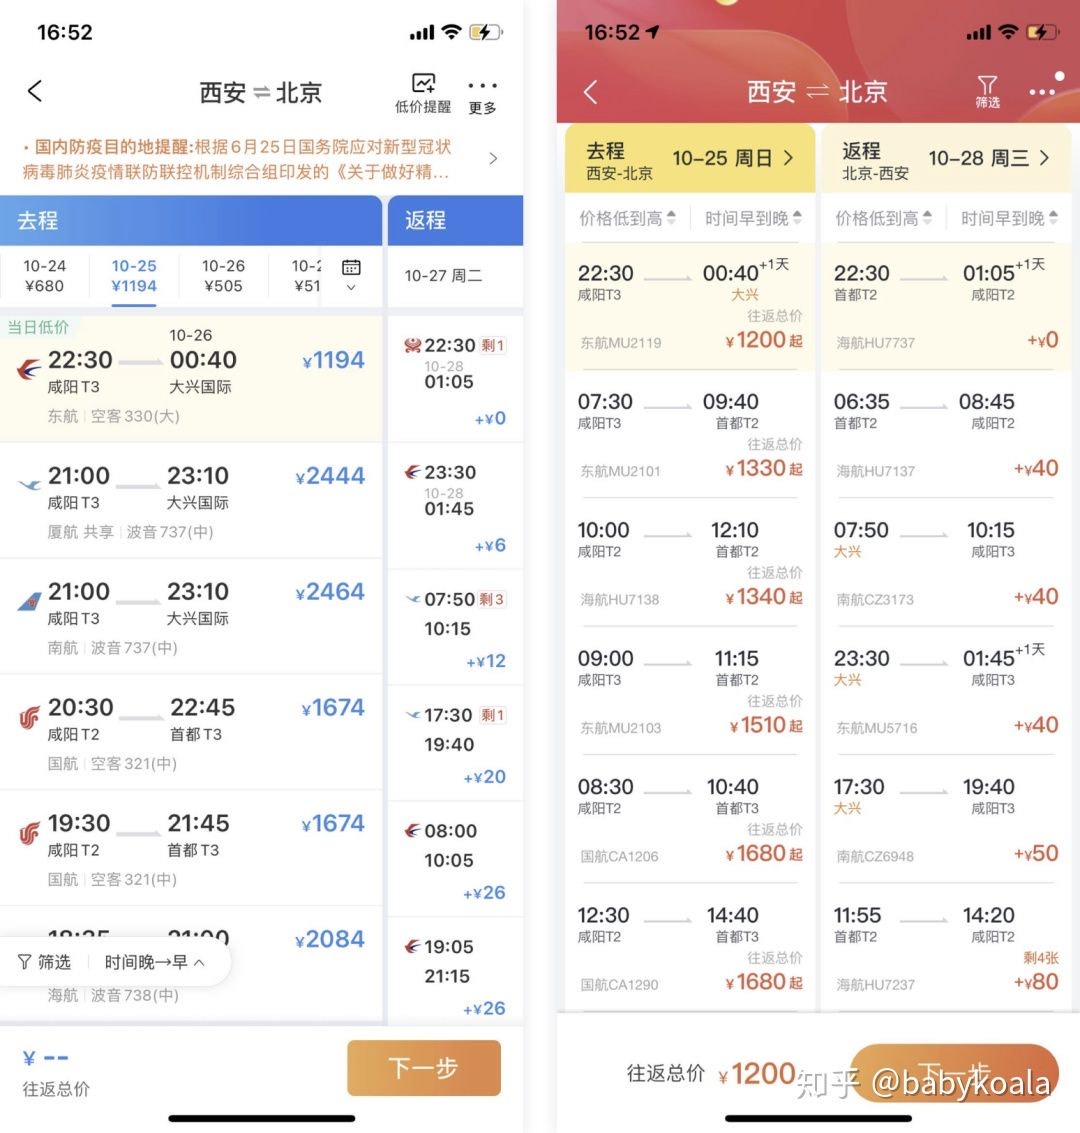 16:52
西安 ⇌ 北京
低价提醒
更多
· 国内防疫目的地提醒:根据6月25日国务院应对新型冠状
病毒肺炎疫情联防联控机制综合组印发的《关于做好精...
去程
返程
10-24
¥680
10-25
¥1194
10-26
¥505
10-2
¥51
10-27 周二
当日低价
10-26
22:30
00:40
¥1194
咸阳T3
大兴国际
东航 | 空客330(大)
21:00
23:10
¥2444
咸阳T3
大兴国际
厦航 共享 | 波音737(中)
21:00
23:10
¥2464
咸阳T3
大兴国际
南航 | 波音737(中)
20:30
22:45
¥1674
咸阳T2
首都T3
国航 | 空客321(中)
19:30
21:45
¥1674
咸阳T2
首都T3
国航 | 空客321(中)
¥2084
筛选
时间晚→早
海航 | 波音738(中)
22:30 剩1
10-28
01:05
+¥0
23:30
10-28
01:45
+¥6
07:50 剩3
10:15
+¥12
17:30 剩1
19:40
+¥20
08:00
10:05
+¥26
19:05
21:15
+¥26
¥ --
往返总价
下一步
16:52
西安 ⇌ 北京
筛选
去程
西安-北京
10-25 周日
返程
北京-西安
10-28 周三
价格低到高
时间早到晚
价格低到高
时间早到晚
22:30
00:40+1天
咸阳T3
大兴
往返总价
东航MU2119
¥1200起
07:30
09:40
咸阳T3
首都T2
往返总价
东航MU2101
¥1330起
10:00
12:10
咸阳T2
首都T2
往返总价
海航HU7138
¥1340起
09:00
11:15
咸阳T3
首都T2
往返总价
东航MU2103
¥1510起
08:30
10:40
咸阳T2
首都T3
往返总价
国航CA1206
¥1680起
12:30
14:40
咸阳T2
首都T3
往返总价
国航CA1290
¥1680起
22:30
01:05+1天
首都T2
咸阳T2
海航HU7737
+¥0
06:35
08:45
首都T2
咸阳T2
海航HU7137
+¥40
07:50
10:15
大兴
咸阳T3
南航CZ3173
+¥40
23:30
01:45+1天
大兴
咸阳T3
东航MU5716
+¥40
17:30
19:40
大兴
咸阳T3
南航CZ6948
+¥50
11:55
14:20
首都T2
咸阳T2
剩4张
海航HU7237
+¥80
往返总价 ¥1200
下一步
知乎 @babykoala